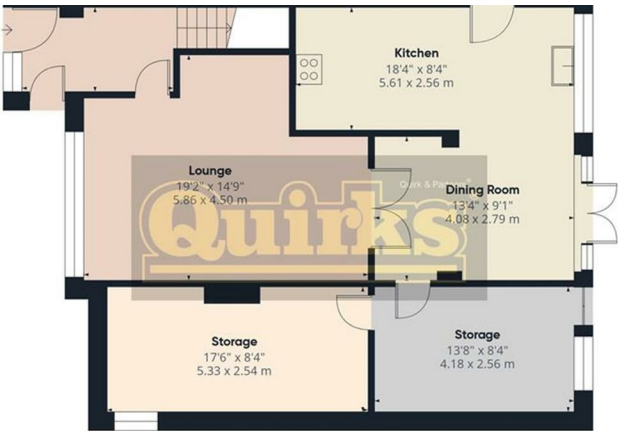 Kitchen
18'4" x 8'4"
5.61 x 2.56 m
Lounge
19'2" x 14'9"
5.86 x 4.50 m
Quirk & Partners
Dining Room
13'4" x 9'1"
4.08 x 2.79 m
Quirks
Storage
17'6" x 8'4"
5.33 x 2.54 m
Storage
13'8" x 8'4"
4.18 x 2.56 m